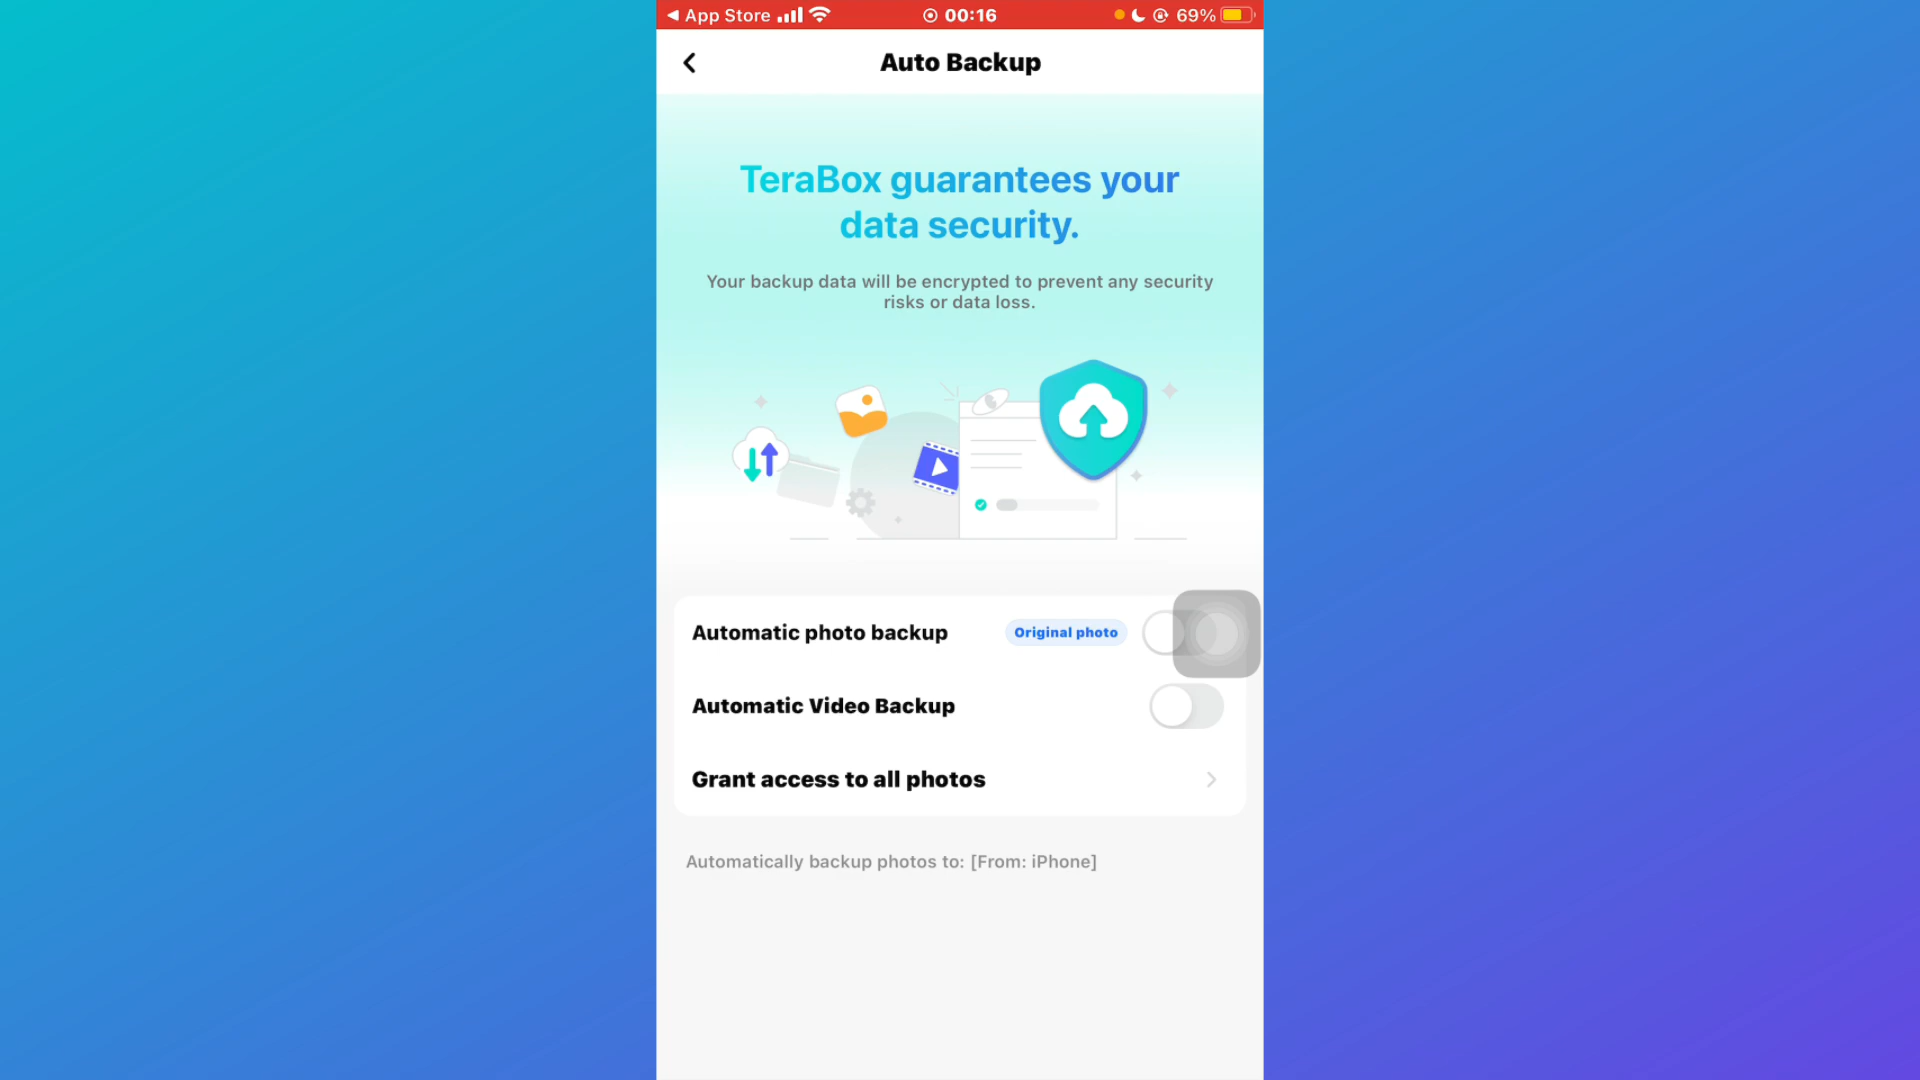 App Store 00:16 69%
Auto Backup
TeraBox guarantees your
data security.
Your backup data will be encrypted to prevent any security
risks or data loss.
Automatic photo backup Original photo
Automatic Video Backup
Grant access to all photos
Automatically backup photos to: [From: iPhone]